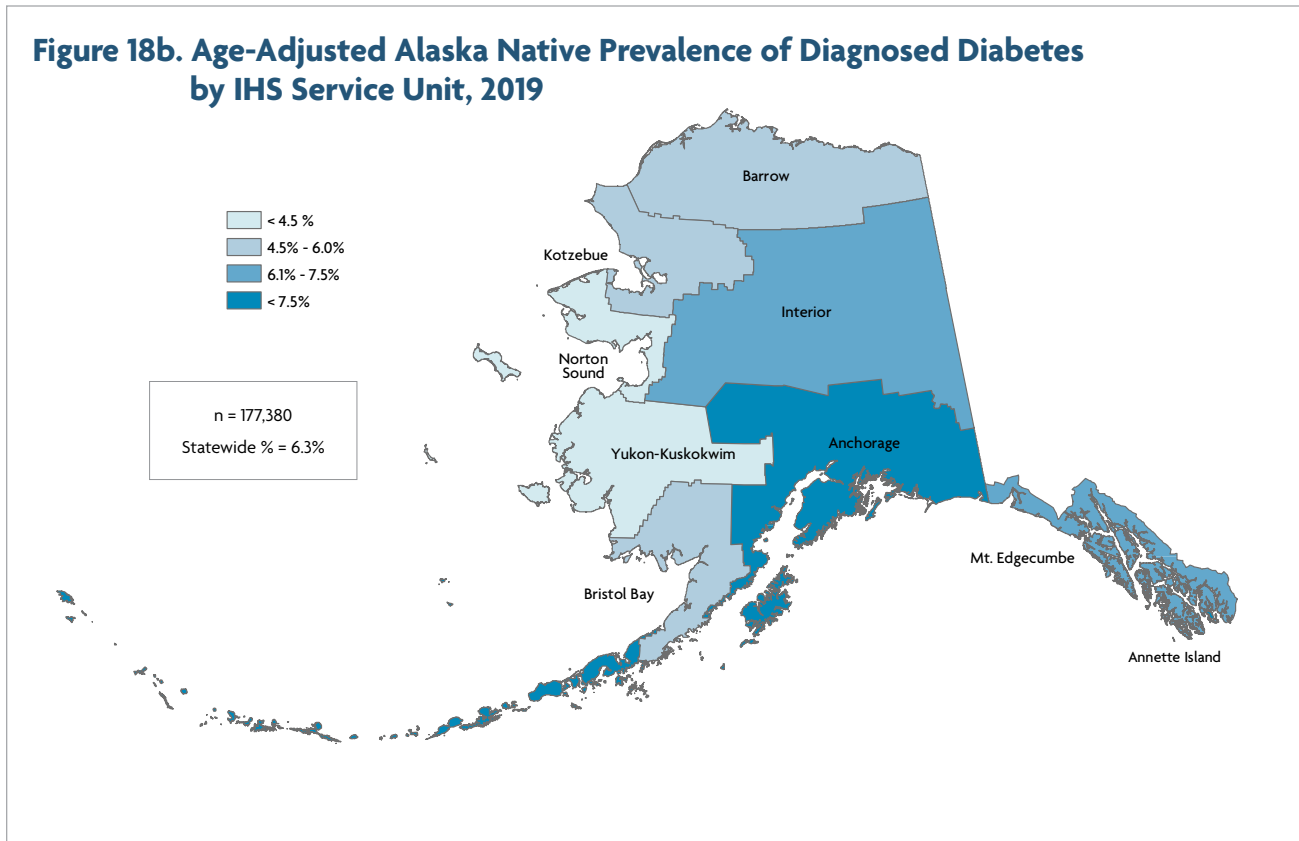 Figure 18b. Age-Adjusted Alaska Native Prevalence of Diagnosed Diabetes
by IHS Service Unit, 2019
< 4.5 %
4.5% - 6.0%
6.1% - 7.5%
< 7.5%
n = 177,380
Statewide % = 6.3%
Barrow
Kotzebue
Interior
Norton
Sound
Anchorage
Yukon-Kuskokwim
Mt. Edgecumbe
Bristol Bay
Annette Island